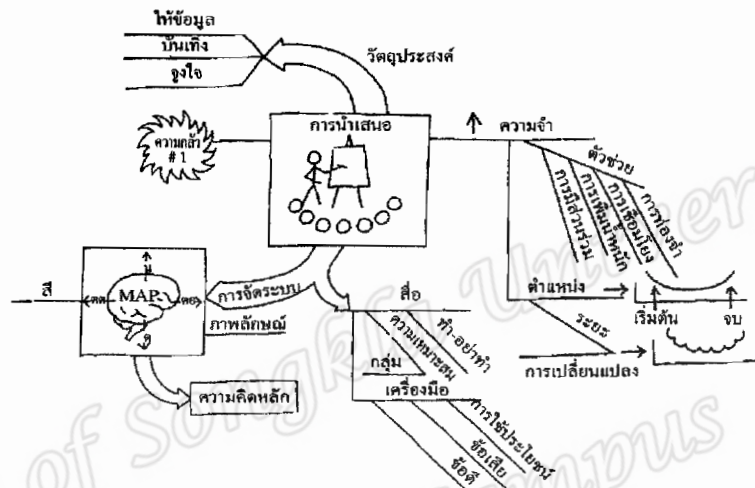 ให้ข้อมูล
บันเทิง
จูงใจ
วัตถุประสงค์
การนำเสนอ
ความกลัว
# 1
ความจำ
ตัวช่วย
การมีส่วนร่วม
การเพิ่มน้ำหนัก
การเชื่อมโยง
การท่องจำ
ตำแหน่ง
เริ่มต้น
จบ
ระยะ
การเปลี่ยนแปลง
สี
น
ตต
MAP
ตอ
ต
การจัดระบบ
ภาพลักษณ์
ความคิดหลัก
สื่อ
ทำ-อย่าทำ
ความเหมาะสม
กลุ่ม
เครื่องมือ
การใช้ประโยชน์
ข้อเสีย
ข้อดี
of Songkla Univer
ampus